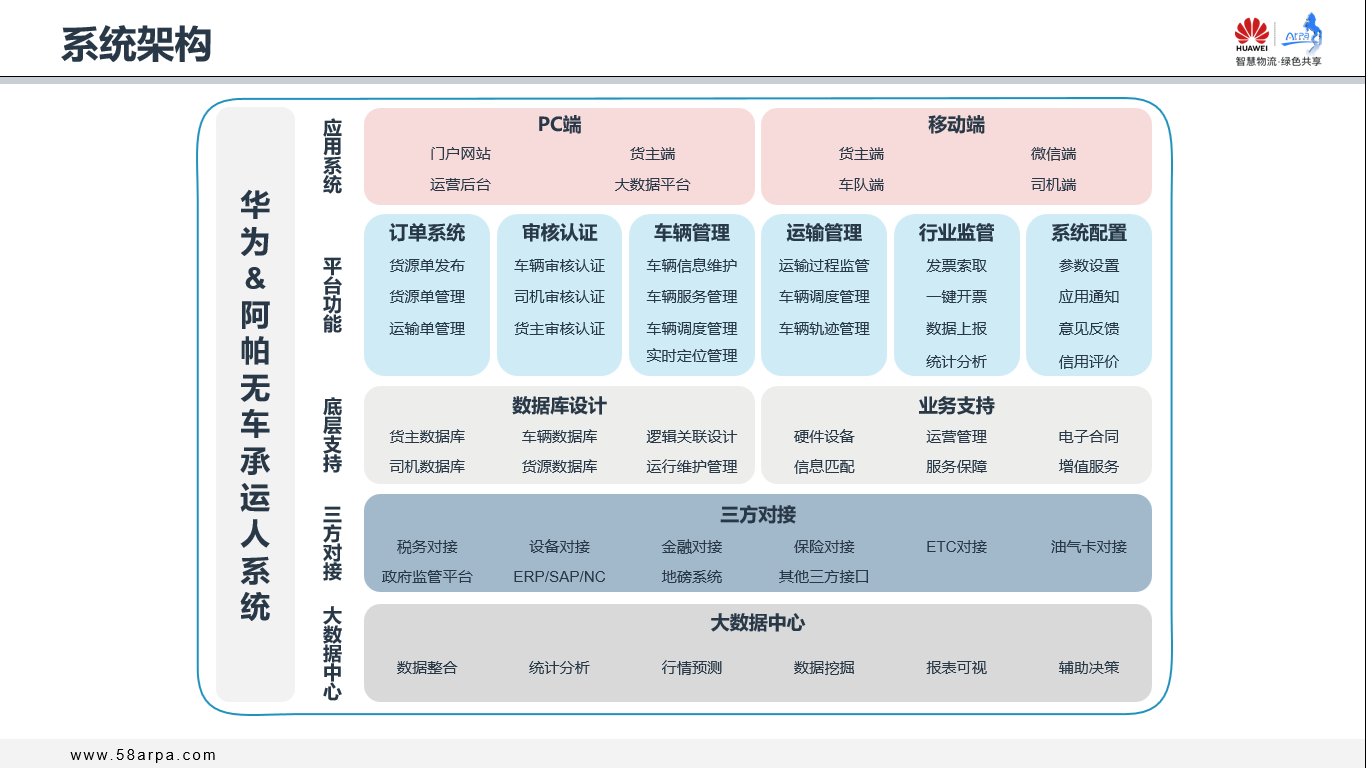 系统架构
HUAWEI
ArPA
智慧物流·绿色共享
华为&阿帕无车承运人系统
应用系统
PC端
门户网站 货主端
运营后台 大数据平台
移动端
货主端 微信端
车队端 司机端
平台功能
订单系统
货源单发布
货源单管理
运输单管理
审核认证
车辆审核认证
司机审核认证
货主审核认证
车辆管理
车辆信息维护
车辆服务管理
车辆调度管理
实时定位管理
运输管理
运输过程监管
车辆调度管理
车辆轨迹管理
行业监管
发票索取
一键开票
数据上报
统计分析
系统配置
参数设置
应用通知
意见反馈
信用评价
底层支持
数据库设计
货主数据库 车辆数据库 逻辑关联设计
司机数据库 货源数据库 运行维护管理
业务支持
硬件设备 运营管理 电子合同
信息匹配 服务保障 增值服务
三方对接
三方对接
税务对接 设备对接 金融对接 保险对接 ETC对接 油气卡对接
政府监管平台 ERP/SAP/NC 地磅系统 其他三方接口
大数据中心
大数据中心
数据整合 统计分析 行情预测 数据挖掘 报表可视 辅助决策
www.58arpa.com